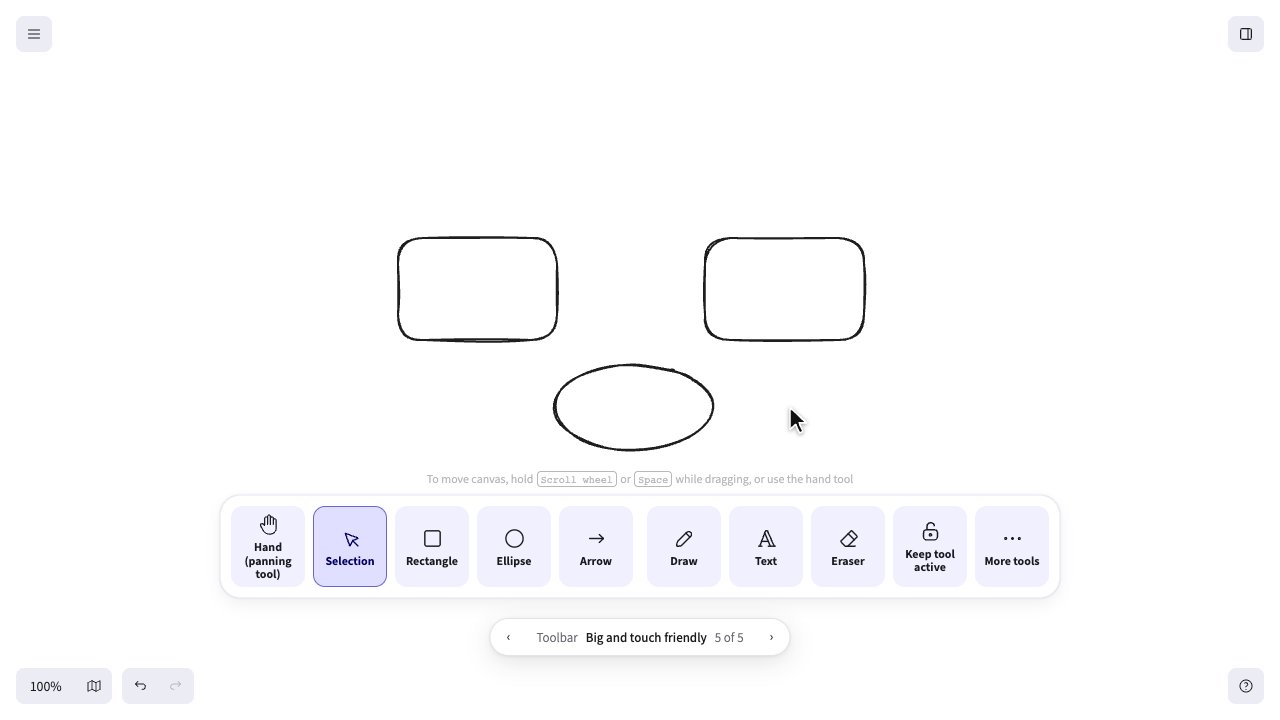 To move canvas, hold Scroll wheel or Space while dragging, or use the hand tool
Hand (panning tool)
Selection
Rectangle
Ellipse
Arrow
Draw
Text
Eraser
Keep tool active
More tools
Toolbar Big and touch friendly 5 of 5
100%